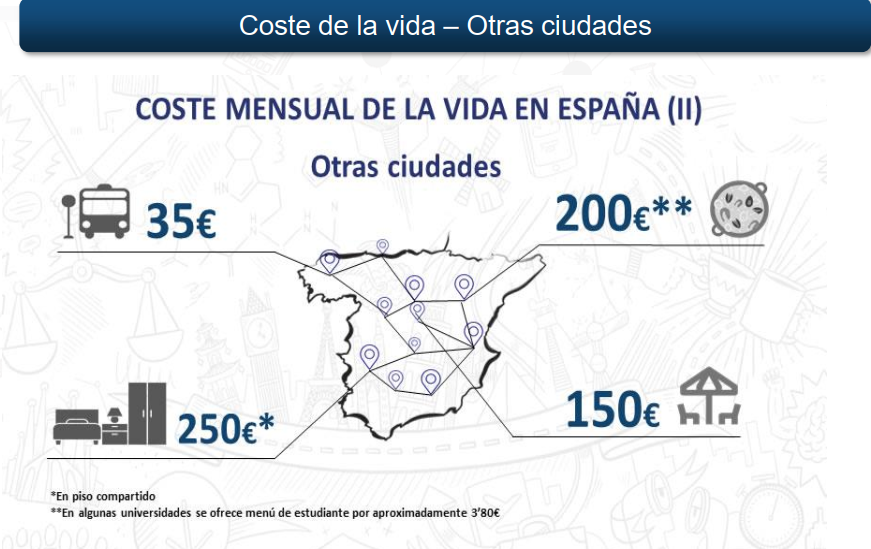 Coste de la vida – Otras ciudades
COSTE MENSUAL DE LA VIDA EN ESPAÑA (II)
Otras ciudades
35€
200€**
250€*
150€
*En piso compartido
**En algunas universidades se ofrece menú de estudiante por aproximadamente 3'80€